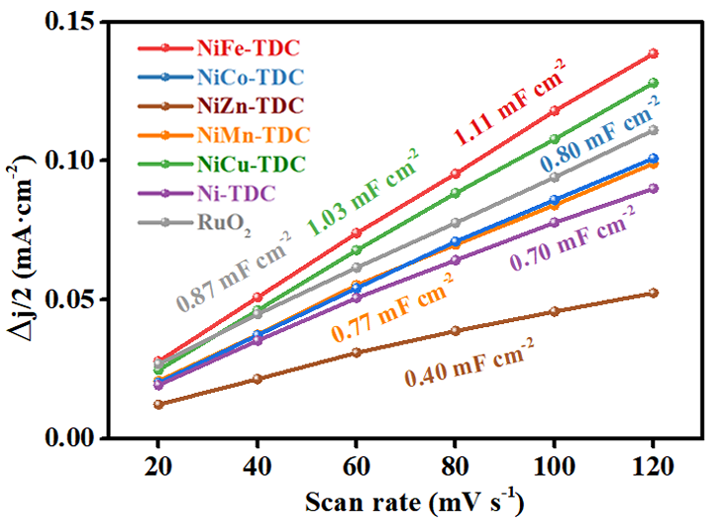 0.15
0.10
0.05
0.00
Δj/2 (mA·cm⁻²)
NiFe-TDC
NiCo-TDC
NiZn-TDC
NiMn-TDC
NiCu-TDC
Ni-TDC
RuO₂
1.11 mF cm⁻²
1.03 mF cm⁻²
0.80 mF cm⁻²
0.87 mF cm⁻²
0.70 mF cm⁻²
0.77 mF cm⁻²
0.40 mF cm⁻²
20 40 60 80 100 120
Scan rate (mV s⁻¹)